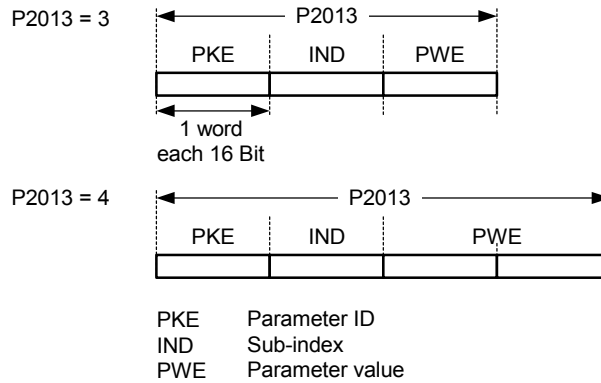 P2013 = 3
P2013
PKE IND PWE
1 word
each 16 Bit
P2013 = 4
P2013
PKE IND PWE
PKE Parameter ID
IND Sub-index
PWE Parameter value